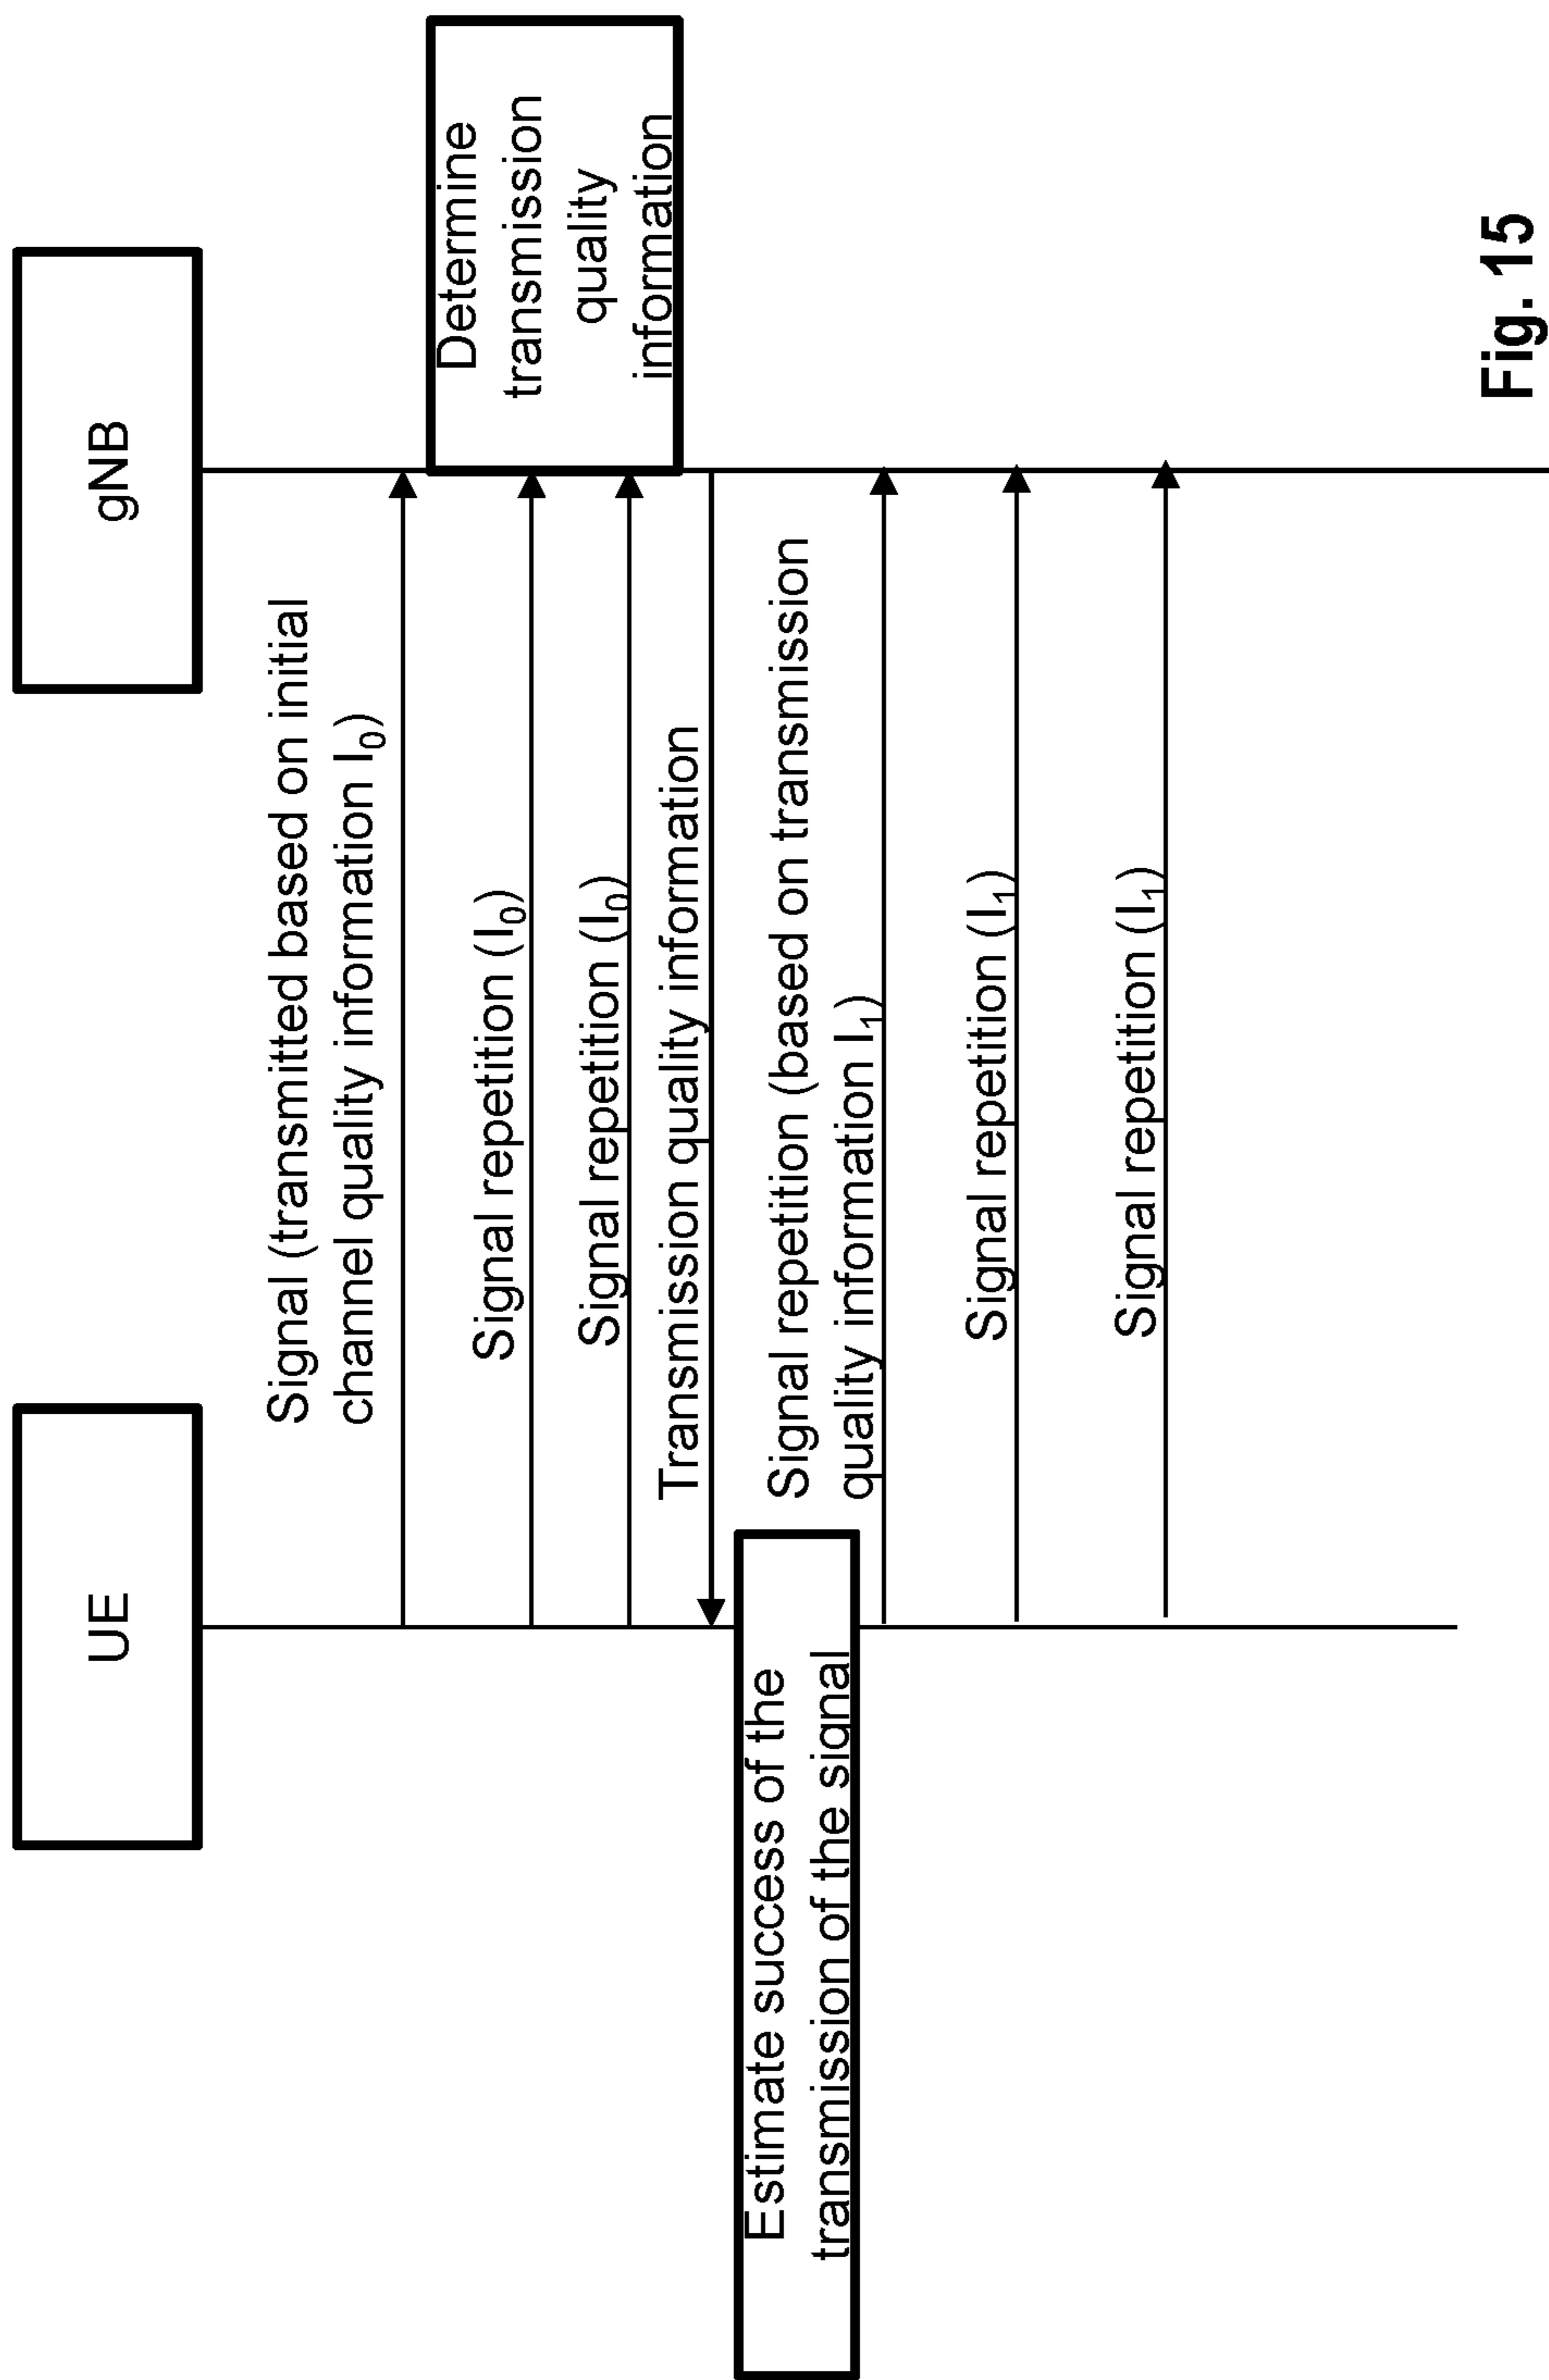 UE
gNB
Signal (transmitted based on initial
channel quality information I₀)
Determine
transmission
quality
information
Signal repetition (I₀)
Signal repetition (I₀)
Transmission quality information
Estimate success of the
transmission of the signal
Signal repetition (based on transmission
quality information I₁)
Signal repetition (I₁)
Signal repetition (I₁)
Fig. 15